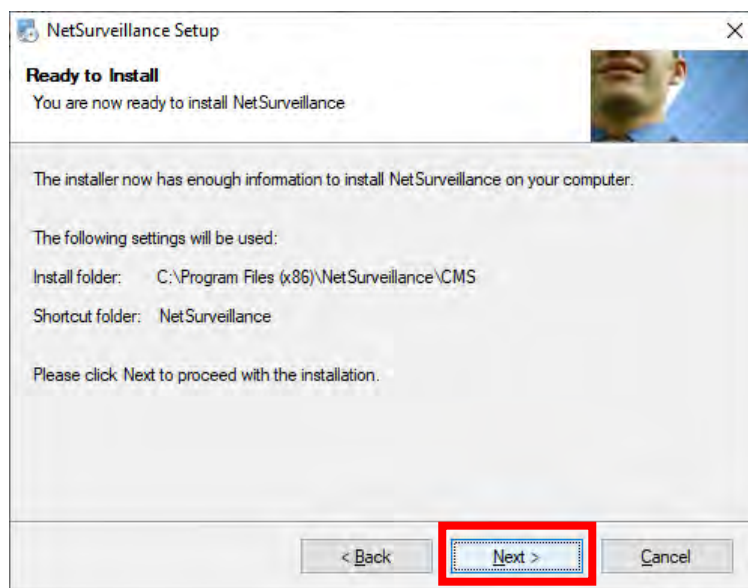 NetSurveillance Setup
Ready to Install
You are now ready to install NetSurveillance
The installer now has enough information to install NetSurveillance on your computer.
The following settings will be used:
Install folder: C:\Program Files (x86)\NetSurveillance\CMS
Shortcut folder: NetSurveillance
Please click Next to proceed with the installation.
< Back Next > Cancel